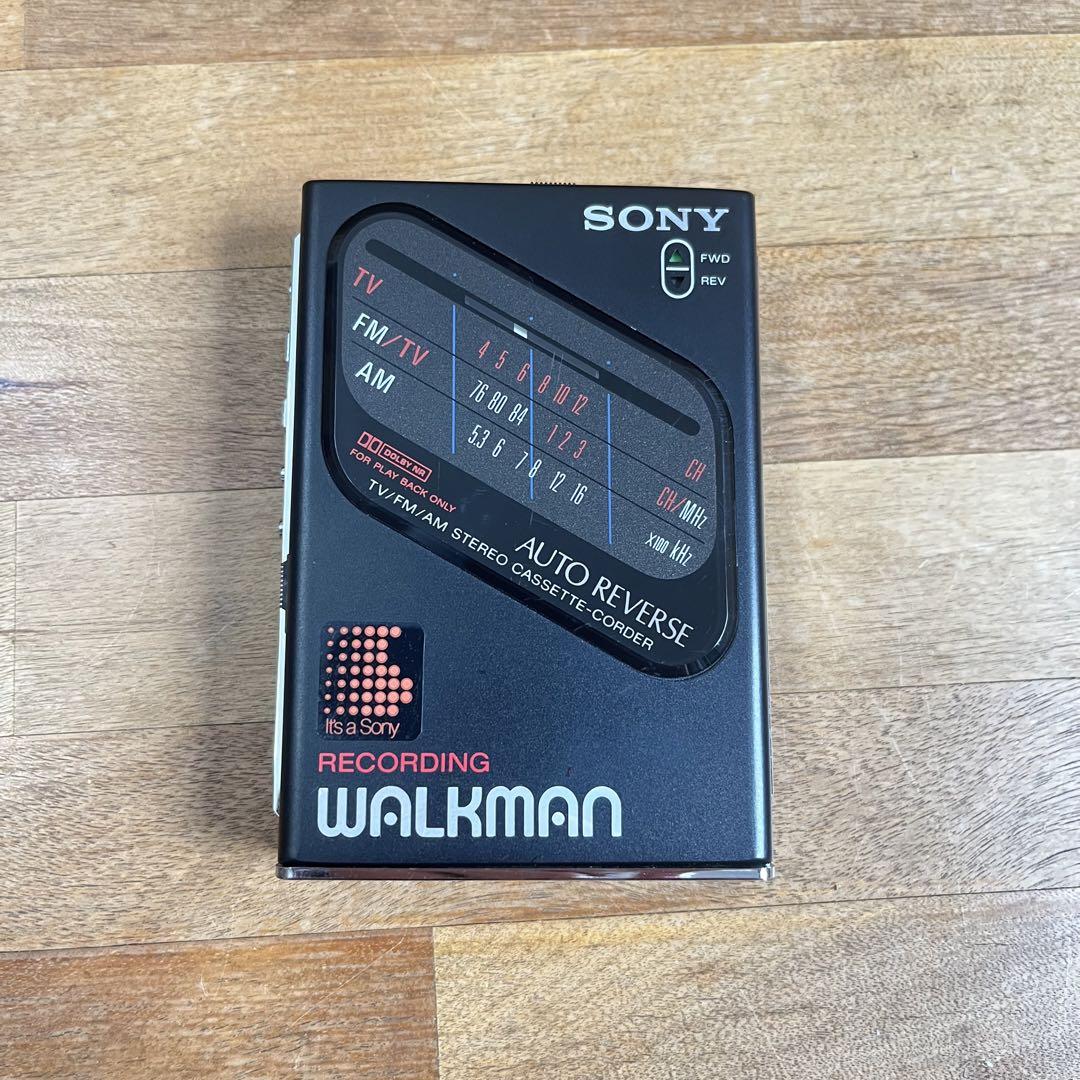 SONY
FWD
REV
TV
4 5 6 8 10 12
CH
FM/TV
76 80 84 1 2 3
CH/MHz
AM
5.3 6 7 8 12 16
X100 kHz
DOLBY NR
FOR PLAY BACK ONLY
TV/FM/AM STEREO CASSETTE-CORDER
AUTO REVERSE
It's a Sony
RECORDING
WALKMAN